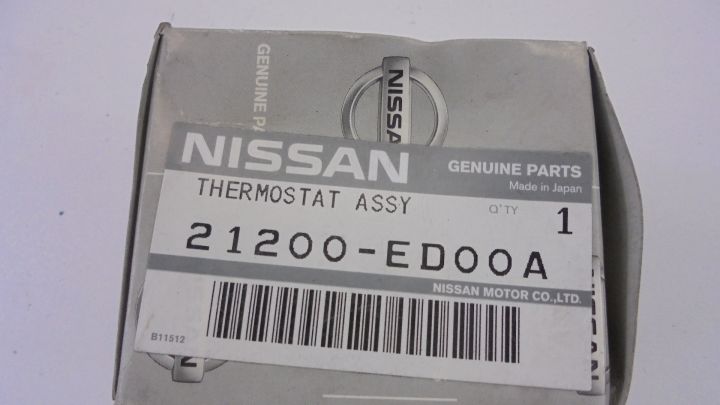 GENUINE PA
NISSAN
NISSAN
GENUINE PARTS
Made in Japan
THERMOSTAT ASSY
Q'TY 1
21200-ED00A
NISSAN MOTOR CO.,LTD.
B11512